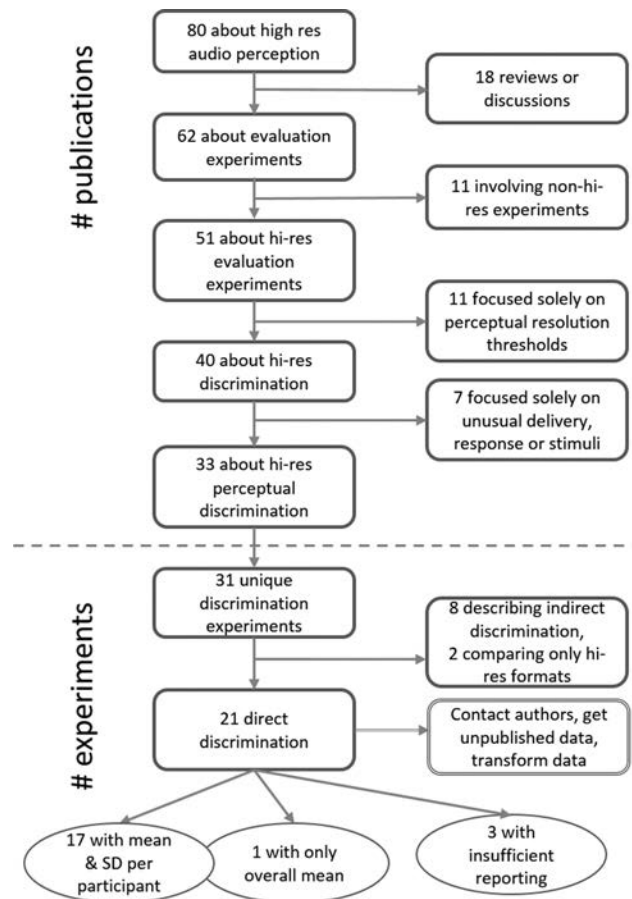 # publications
80 about high res
audio perception
18 reviews or
discussions
62 about evaluation
experiments
11 involving non-hi-
res experiments
51 about hi-res
evaluation
experiments
11 focused solely on
perceptual resolution
thresholds
40 about hi-res
discrimination
7 focused solely on
unusual delivery,
response or stimuli
33 about hi-res
perceptual
discrimination
# experiments
31 unique
discrimination
experiments
8 describing indirect
discrimination,
2 comparing only hi-
res formats
21 direct
discrimination
Contact authors, get
unpublished data,
transform data
17 with mean
& SD per
participant
1 with only
overall mean
3 with
insufficient
reporting